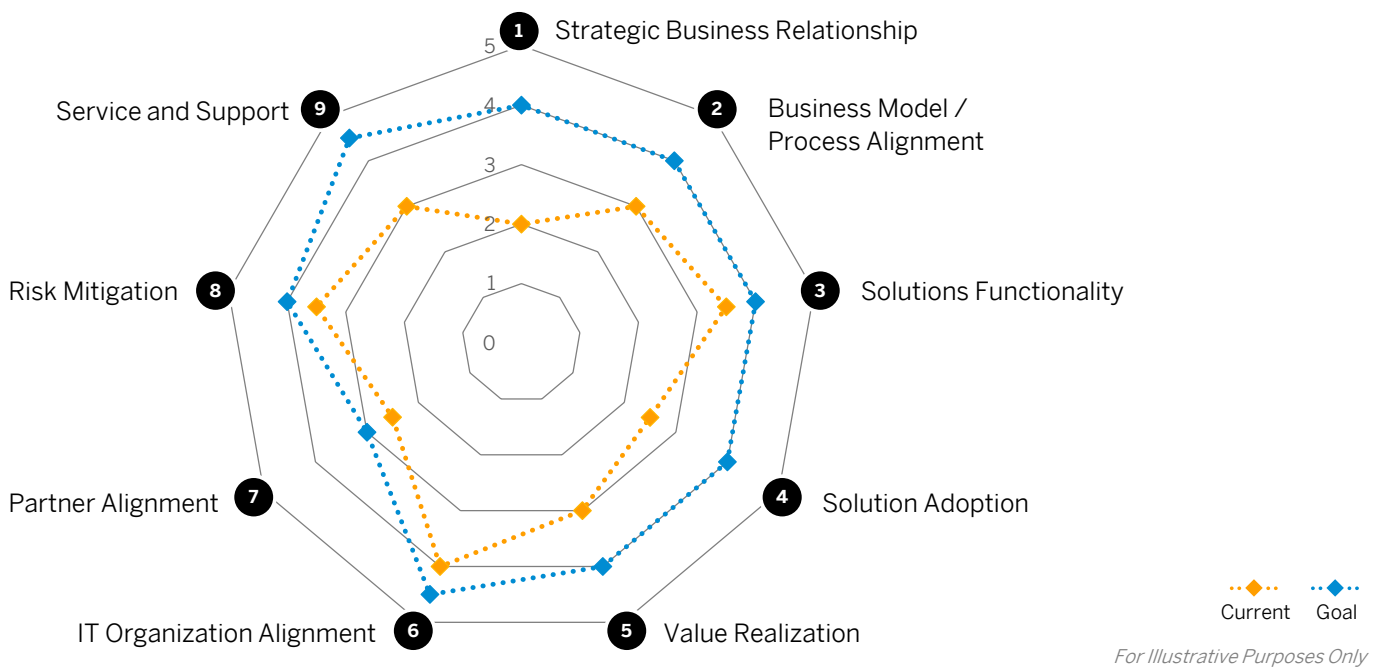 1
Strategic Business Relationship
5
Service and Support
9
2
Business Model /
Process Alignment
4
3
2
1
Risk Mitigation
8
3
Solutions Functionality
0
Partner Alignment
7
4
Solution Adoption
IT Organization Alignment
6
5
Value Realization
Current
Goal
For Illustrative Purposes Only